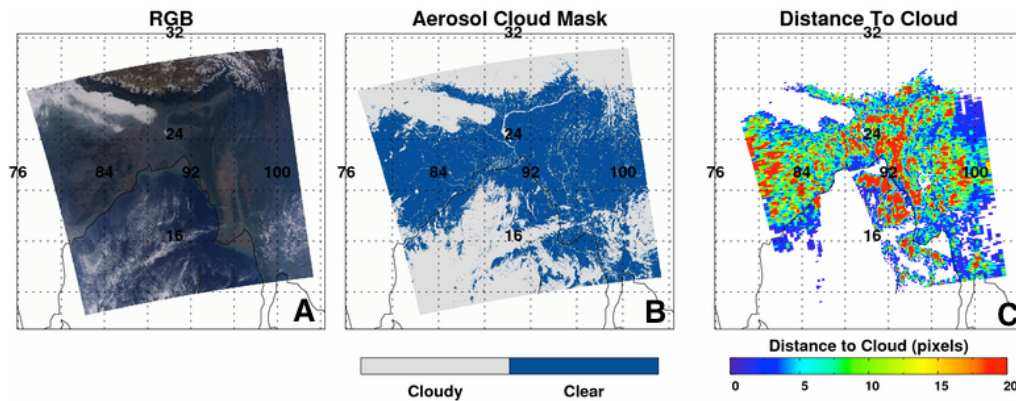 RGB
Aerosol Cloud Mask
Distance To Cloud
32
32
32
24
24
24
76
84
92
100
76
84
92
100
76
84
92
100
16
16
16
A
B
C
Cloudy
Clear
Distance to Cloud (pixels)
0
5
10
15
20